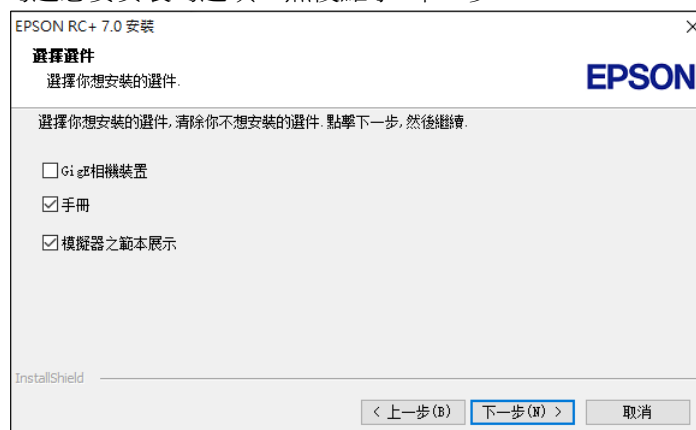 EPSON RC+ 7.0 安裝
選擇選件
選擇你想安裝的選件.
EPSON
選擇你想安裝的選件,清除你不想安裝的選件.點擊下一步,然後繼續.
GigE相機裝置
手冊
模擬器之範本展示
InstallShield
< 上一步(B)
下一步(N) >
取消